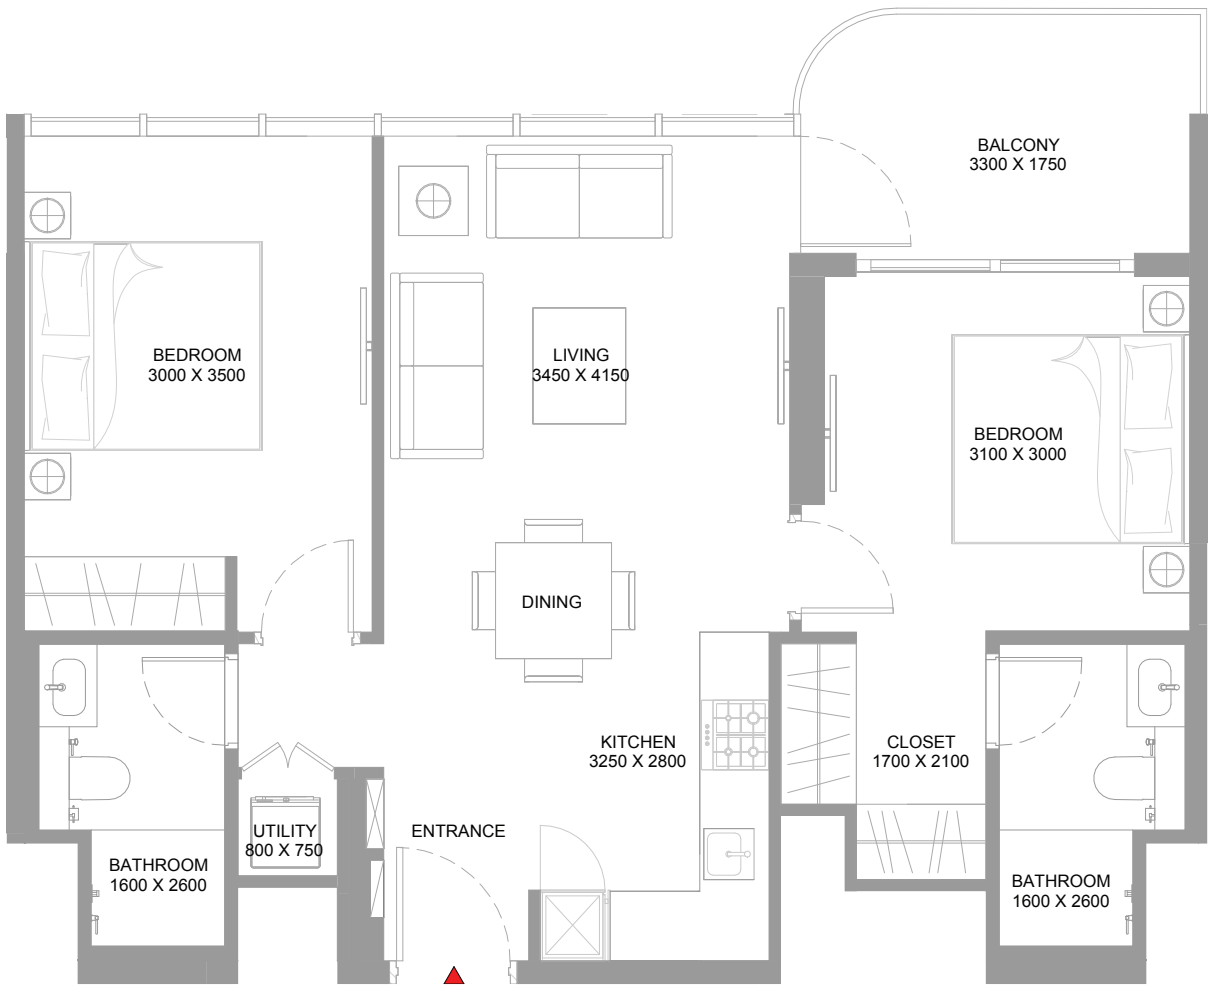 BALCONY
3300 X 1750
BEDROOM
3000 X 3500
LIVING
3450 X 4150
BEDROOM
3100 X 3000
DINING
KITCHEN
3250 X 2800
CLOSET
1700 X 2100
ENTRANCE
UTILITY
800 X 750
BATHROOM
1600 X 2600
BATHROOM
1600 X 2600